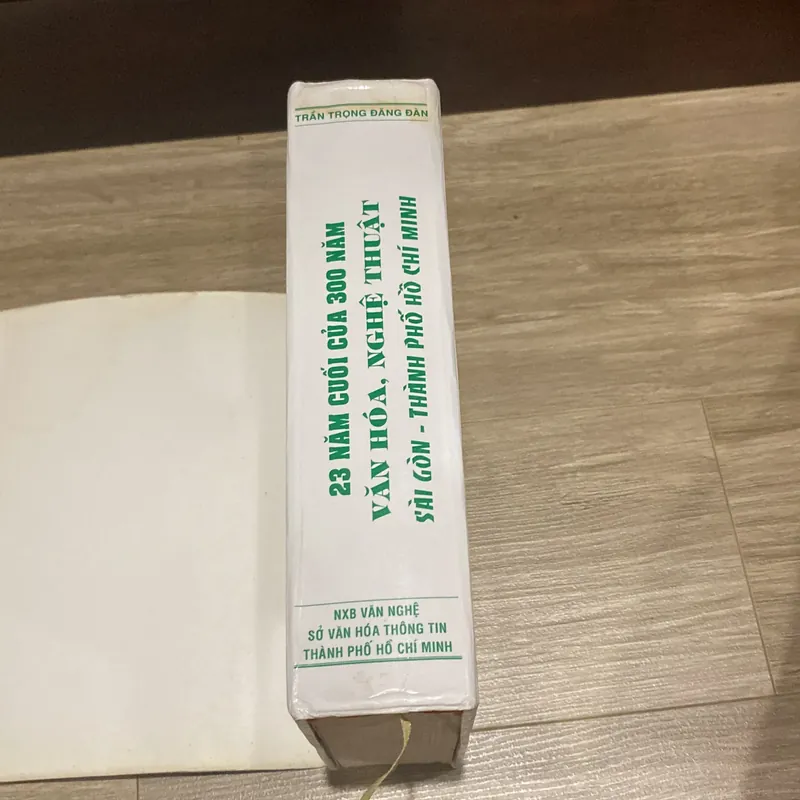 TRẦN TRỌNG ĐĂNG ĐÀN
23 NĂM CUỐI CỦA 300 NĂM
VĂN HÓA, NGHỆ THUẬT
SÀI GÒN - THÀNH PHỐ HỒ CHÍ MINH
NXB VĂN NGHỆ
SỞ VĂN HÓA THÔNG TIN
THÀNH PHỐ HỒ CHÍ MINH